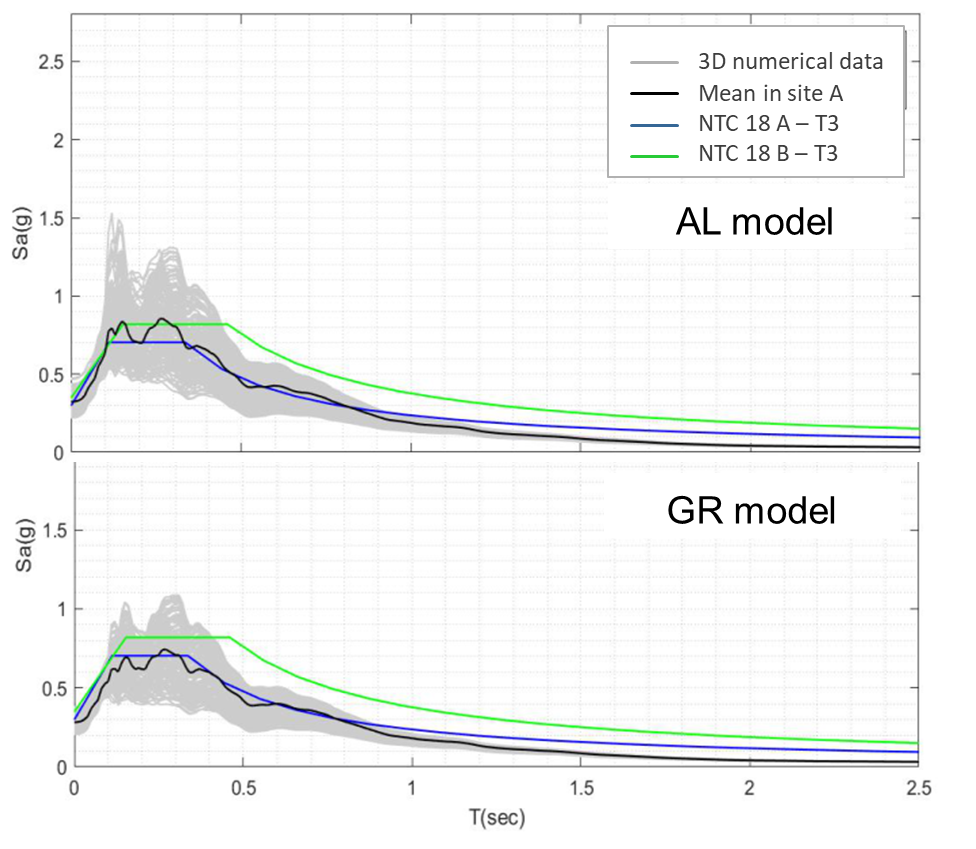 3D numerical data
Mean in site A
NTC 18 A – T3
NTC 18 B – T3
AL model
Sa(g)
2.5
2
1.5
1
0.5
0
GR model
Sa(g)
1.5
1
0.5
0
0 0.5 1 1.5 2 2.5
T(sec)